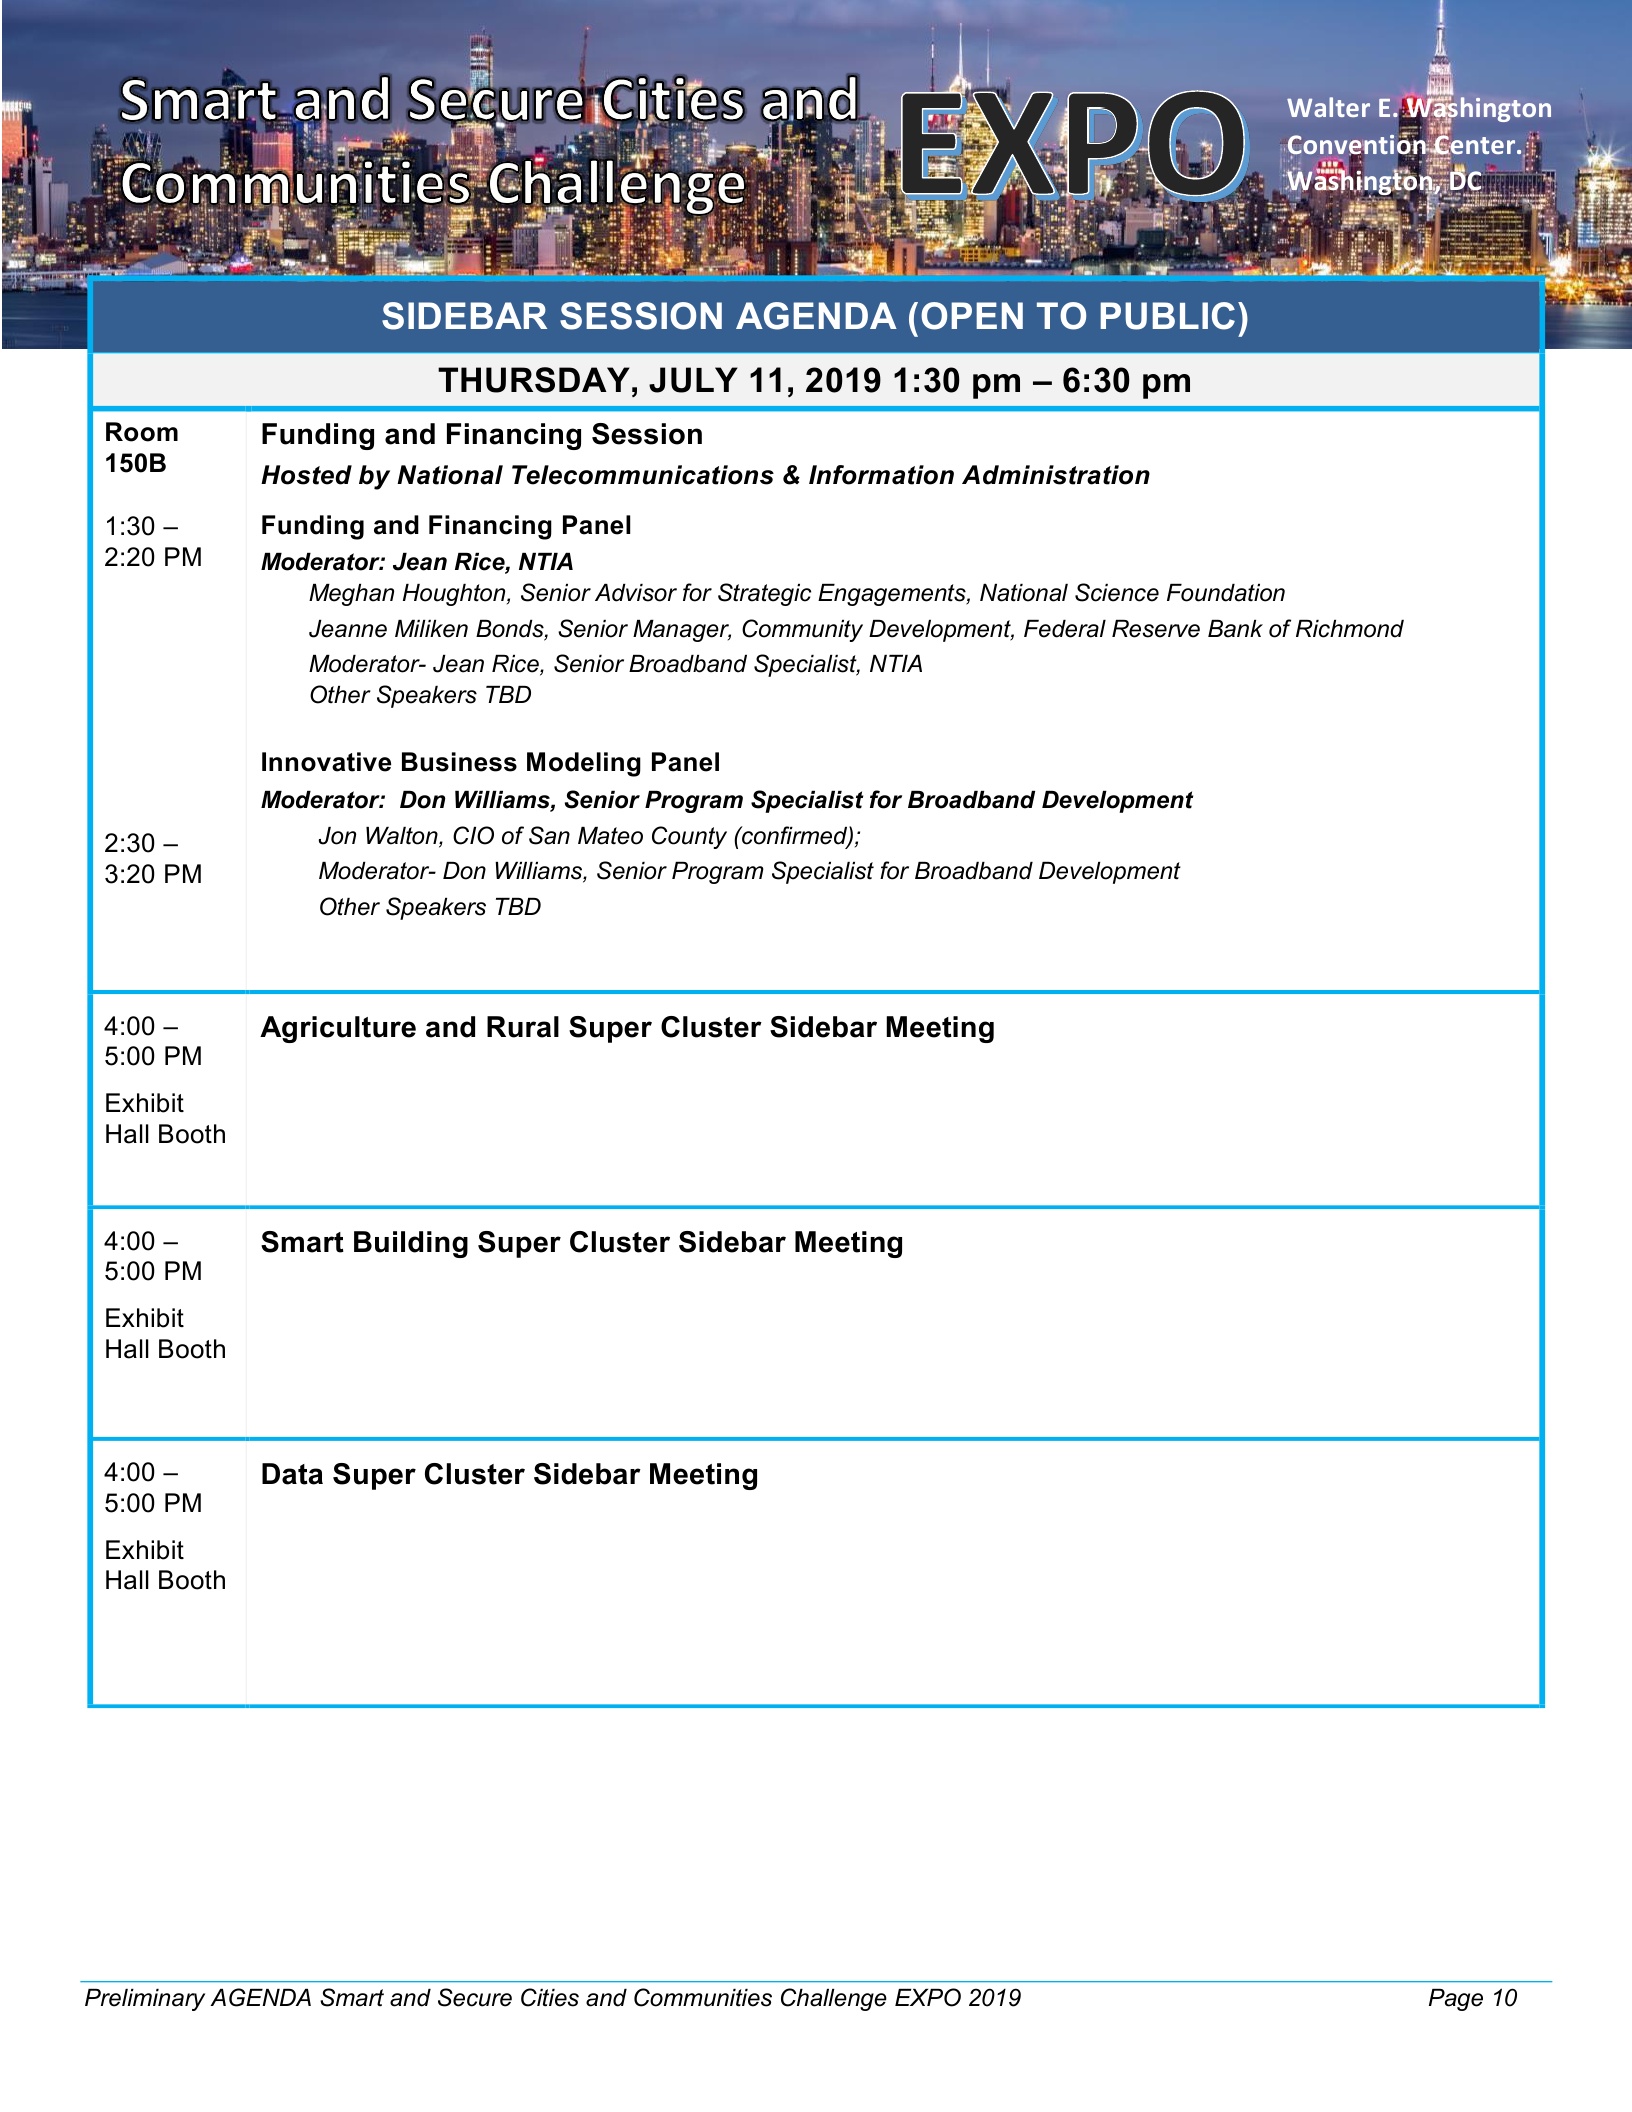 Smart and Secure Cities and
Communities Challenge
EXPO
Walter E. Washington
Convention Center.
Washington, DC
SIDEBAR SESSION AGENDA (OPEN TO PUBLIC)
THURSDAY, JULY 11, 2019 1:30 pm – 6:30 pm
Room
150B
Funding and Financing Session
Hosted by National Telecommunications & Information Administration
1:30 –
2:20 PM
Funding and Financing Panel
Moderator: Jean Rice, NTIA
Meghan Houghton, Senior Advisor for Strategic Engagements, National Science Foundation
Jeanne Miliken Bonds, Senior Manager, Community Development, Federal Reserve Bank of Richmond
Moderator- Jean Rice, Senior Broadband Specialist, NTIA
Other Speakers TBD
Innovative Business Modeling Panel
Moderator:  Don Williams, Senior Program Specialist for Broadband Development
2:30 –
3:20 PM
Jon Walton, CIO of San Mateo County (confirmed);
Moderator- Don Williams, Senior Program Specialist for Broadband Development
Other Speakers TBD
4:00 –
5:00 PM
Exhibit
Hall Booth
Agriculture and Rural Super Cluster Sidebar Meeting
4:00 –
5:00 PM
Exhibit
Hall Booth
Smart Building Super Cluster Sidebar Meeting
4:00 –
5:00 PM
Exhibit
Hall Booth
Data Super Cluster Sidebar Meeting
Preliminary AGENDA Smart and Secure Cities and Communities Challenge EXPO 2019
Page 10